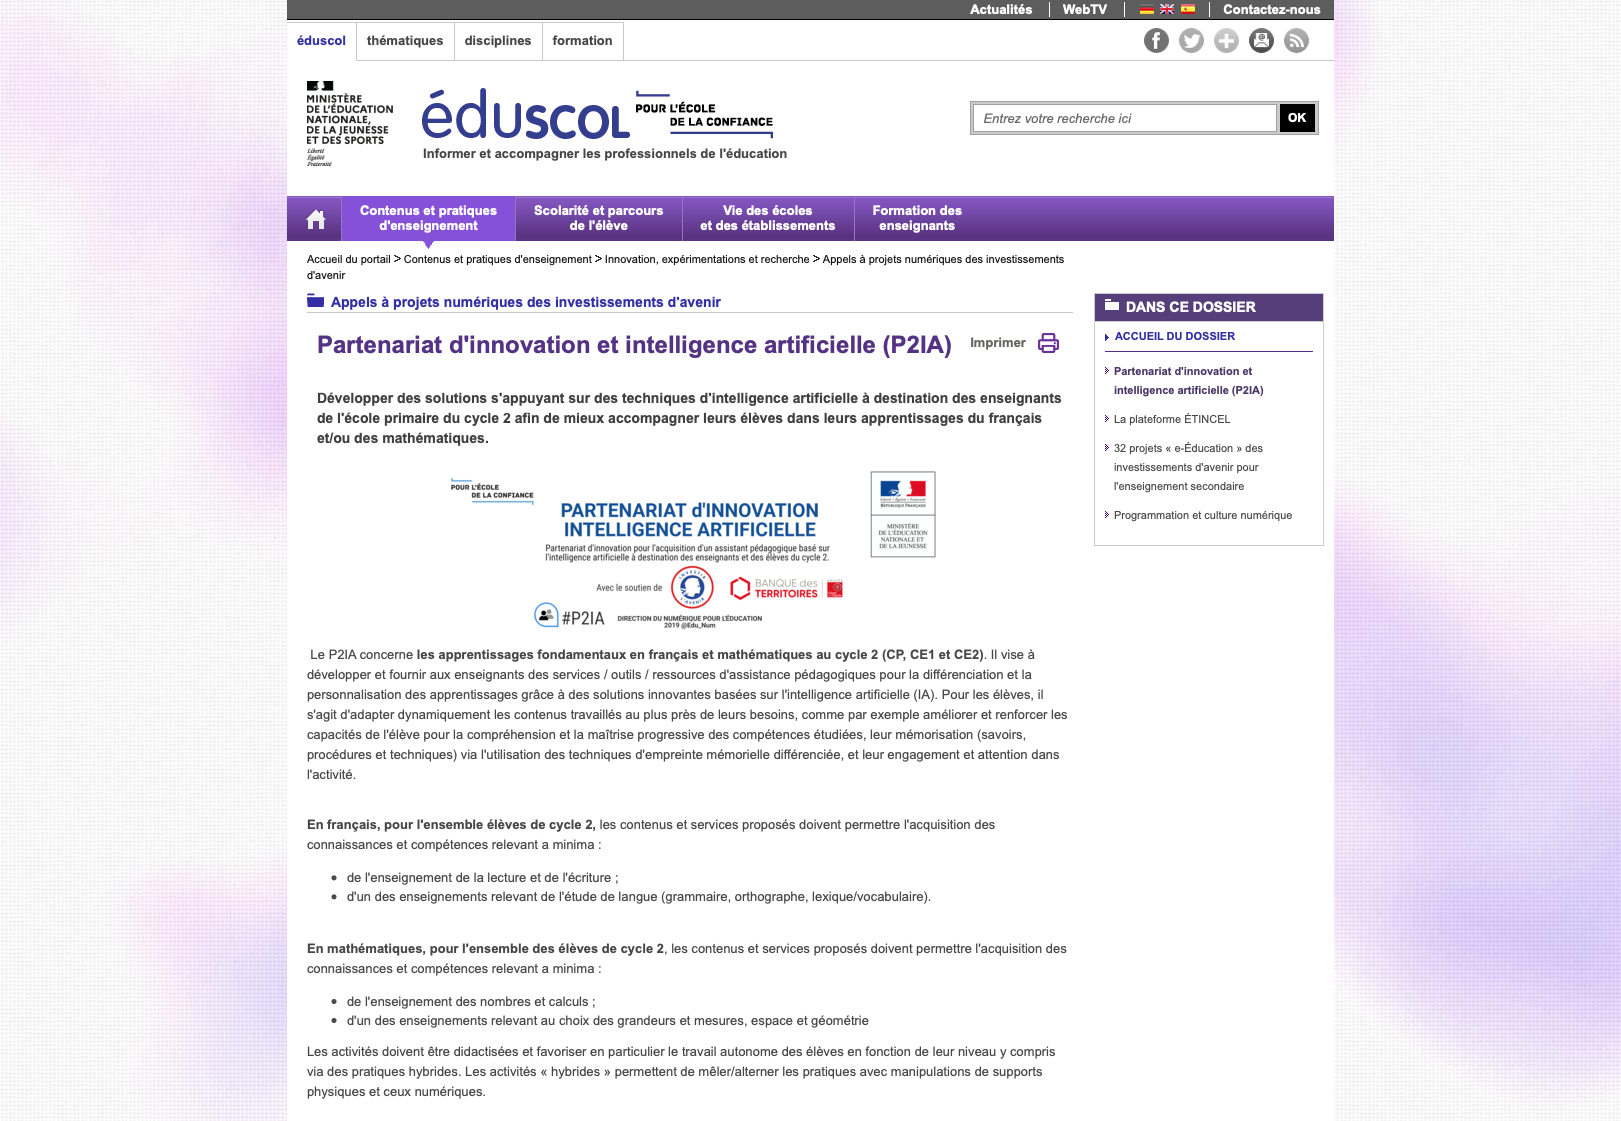 Actualités
WebTV
Contactez-nous
éduscol
thématiques
disciplines
formation
MINISTÈRE
DE L'ÉDUCATION
NATIONALE,
DE LA JEUNESSE
ET DES SPORTS
Liberté
Égalité
Fraternité
éduSCOL
POUR L'ÉCOLE
DE LA CONFIANCE
Informer et accompagner les professionnels de l'éducation
Entrez votre recherche ici
OK
Contenus et pratiques
d'enseignement
Scolarité et parcours
de l'élève
Vie des écoles
et des établissements
Formation des
enseignants
Accueil du portail > Contenus et pratiques d'enseignement > Innovation, expérimentations et recherche > Appels à projets numériques des investissements
d'avenir
Appels à projets numériques des investissements d'avenir
Partenariat d'innovation et intelligence artificielle (P2IA)
Imprimer
Développer des solutions s'appuyant sur des techniques d'intelligence artificielle à destination des enseignants
de l'école primaire du cycle 2 afin de mieux accompagner leurs élèves dans leurs apprentissages du français
et/ou des mathématiques.
POUR L'ÉCOLE
DE LA CONFIANCE
PARTENARIAT d'INNOVATION
INTELLIGENCE ARTIFICIELLE
Partenariat d'innovation pour l'acquisition d'un assistant pédagogique basé sur
l'intelligence artificielle à destination des enseignants et des élèves du cycle 2.
Liberté • Égalité • Fraternité
RÉPUBLIQUE FRANÇAISE
MINISTÈRE
DE L'ÉDUCATION
NATIONALE ET
DE LA JEUNESSE
Avec le soutien de
INVESTIR
L'AVENIR
BANQUE des
TERRITOIRES
#P2IA
DIRECTION DU NUMÉRIQUE POUR L'ÉDUCATION
2019 @Edu_Num
Le P2IA concerne les apprentissages fondamentaux en français et mathématiques au cycle 2 (CP, CE1 et CE2). Il vise à
développer et fournir aux enseignants des services / outils / ressources d'assistance pédagogiques pour la différenciation et la
personnalisation des apprentissages grâce à des solutions innovantes basées sur l'intelligence artificielle (IA). Pour les élèves, il
s'agit d'adapter dynamiquement les contenus travaillés au plus près de leurs besoins, comme par exemple améliorer et renforcer les
capacités de l'élève pour la compréhension et la maîtrise progressive des compétences étudiées, leur mémorisation (savoirs,
procédures et techniques) via l'utilisation des techniques d'empreinte mémorielle différenciée, et leur engagement et attention dans
l'activité.
En français, pour l'ensemble élèves de cycle 2, les contenus et services proposés doivent permettre l'acquisition des
connaissances et compétences relevant a minima :
• de l'enseignement de la lecture et de l'écriture ;
• d'un des enseignements relevant de l'étude de langue (grammaire, orthographe, lexique/vocabulaire).
En mathématiques, pour l'ensemble des élèves de cycle 2, les contenus et services proposés doivent permettre l'acquisition des
connaissances et compétences relevant a minima :
• de l'enseignement des nombres et calculs ;
• d'un des enseignements relevant au choix des grandeurs et mesures, espace et géométrie
Les activités doivent être didactisées et favoriser en particulier le travail autonome des élèves en fonction de leur niveau y compris
via des pratiques hybrides. Les activités « hybrides » permettent de mêler/alterner les pratiques avec manipulations de supports
physiques et ceux numériques.
DANS CE DOSSIER
ACCUEIL DU DOSSIER
Partenariat d'innovation et
intelligence artificielle (P2IA)
La plateforme ÉTINCEL
32 projets « e-Éducation » des
investissements d'avenir pour
l'enseignement secondaire
Programmation et culture numérique